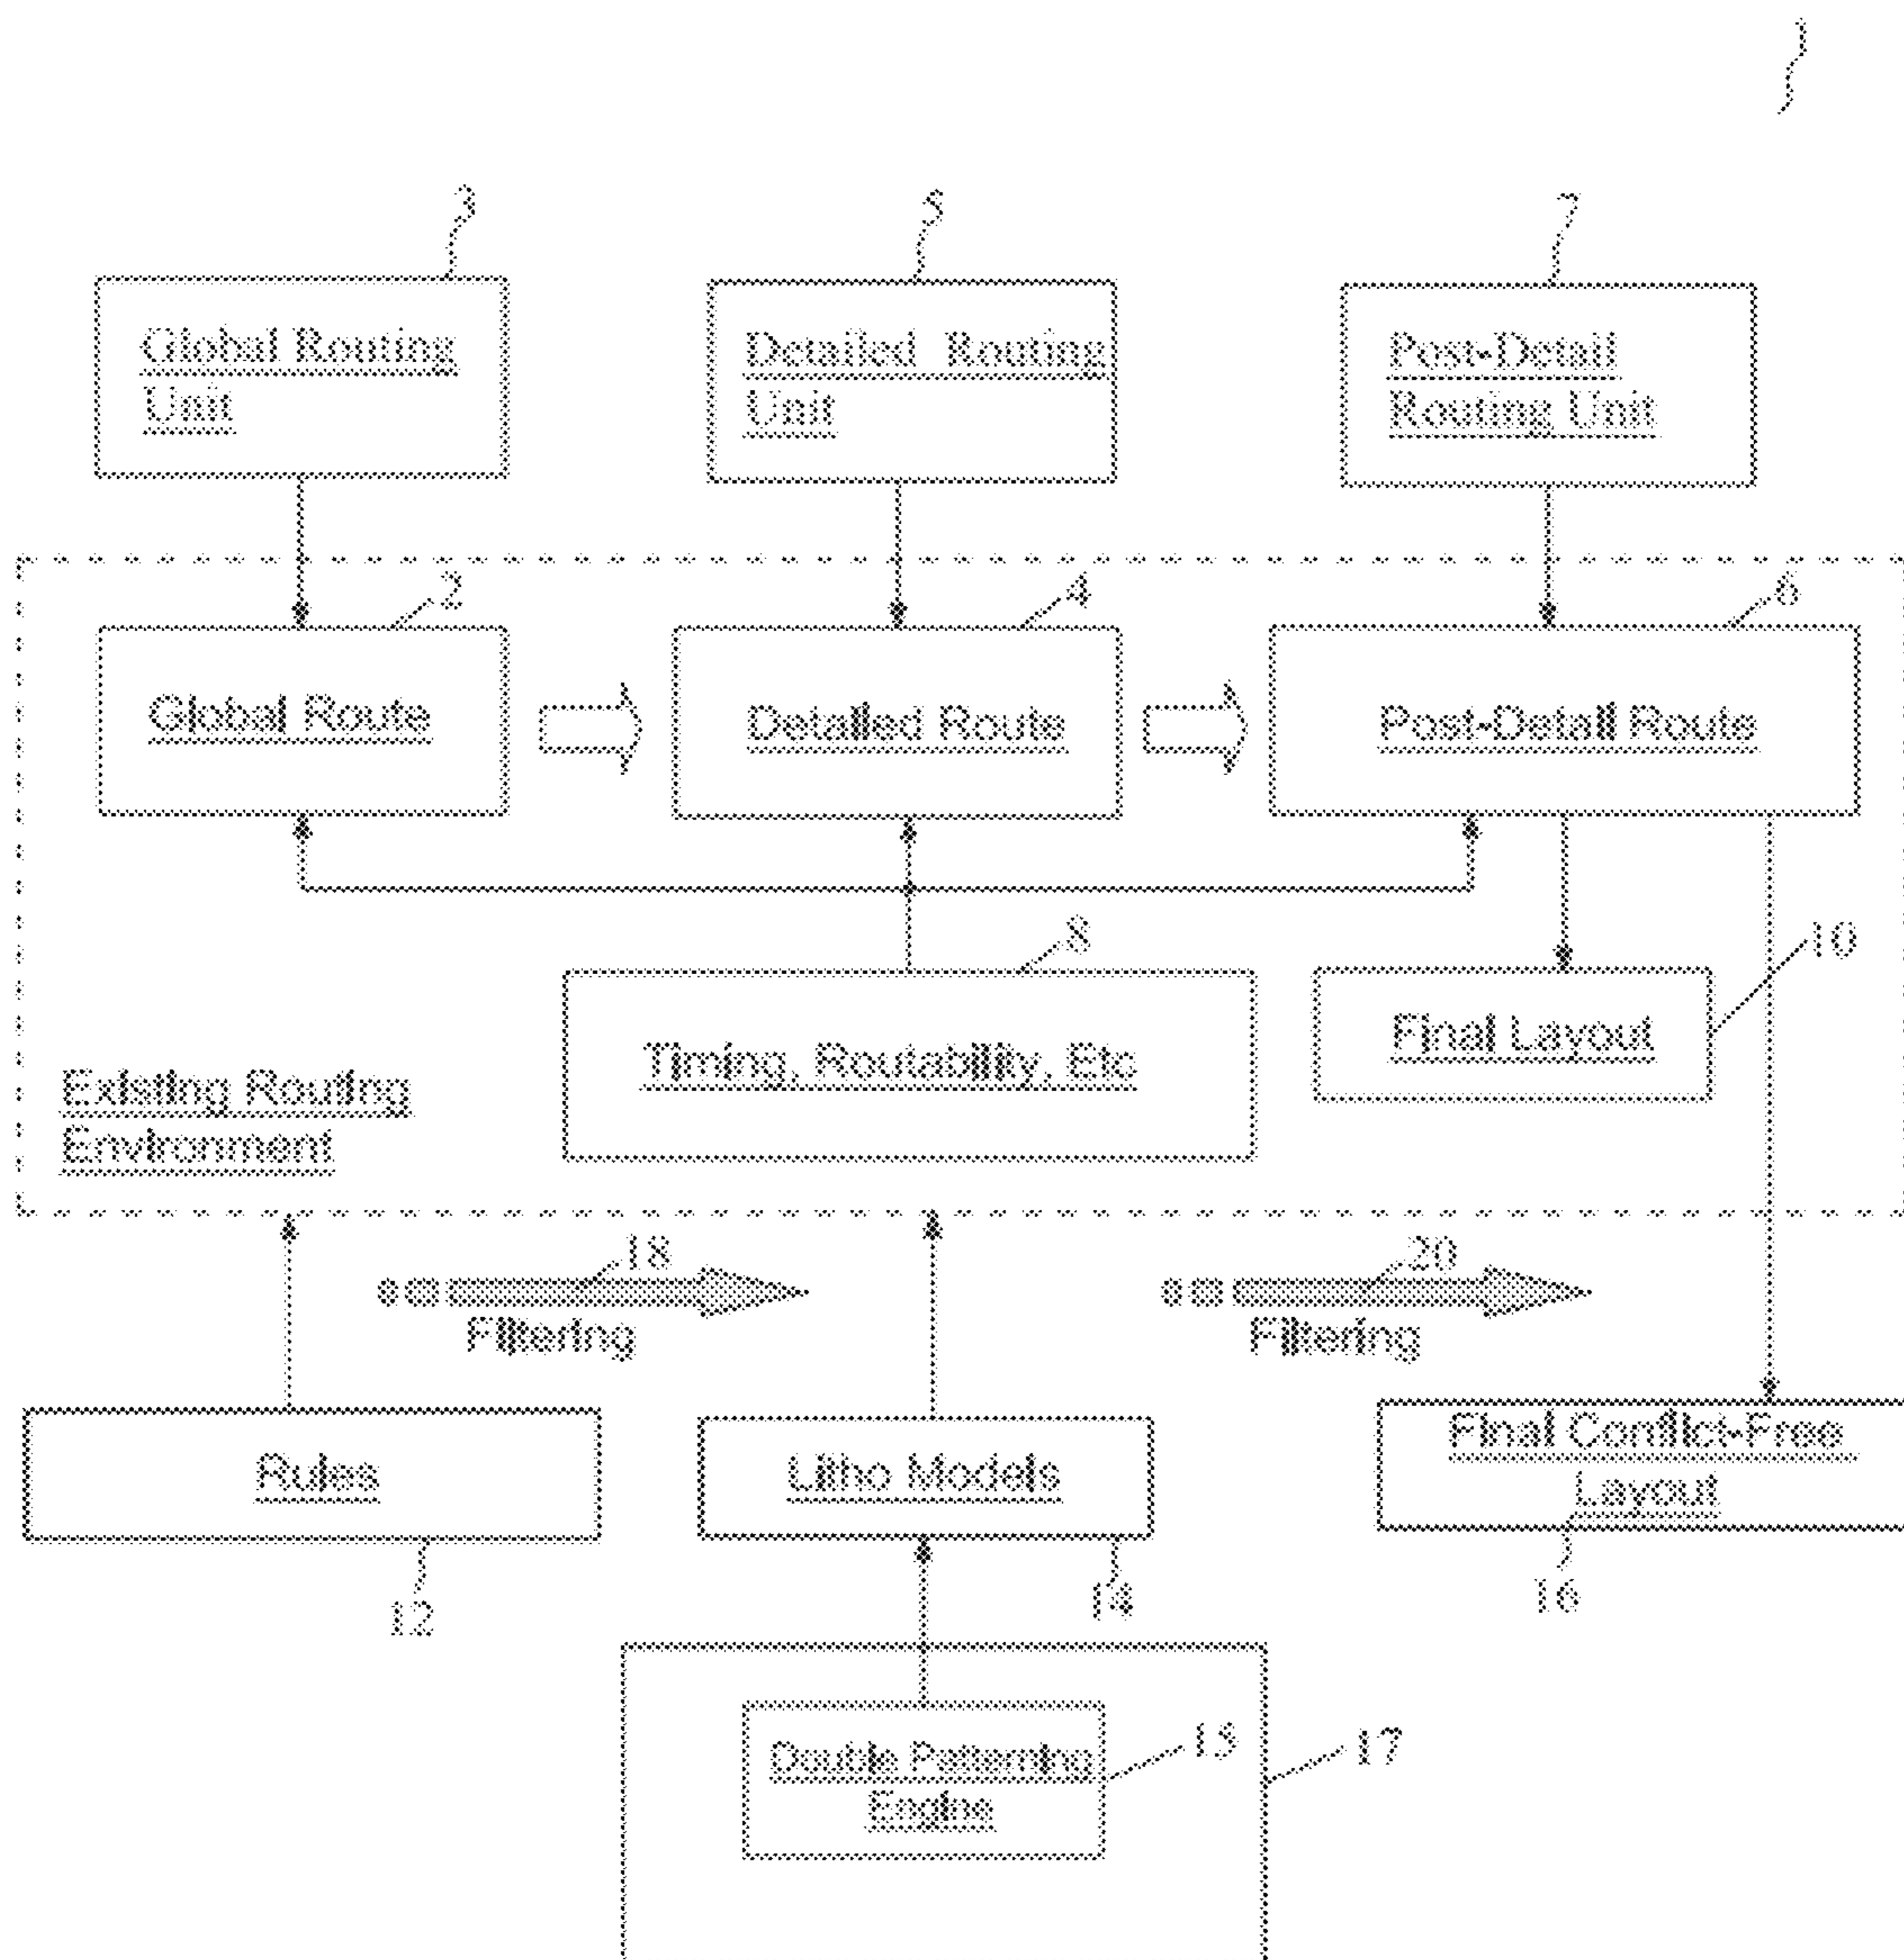 1
3
5
7
Global Routing
Unit
Detailed Routing
Unit
Post-Detail
Routing Unit
2
4
6
Global Route
Detailed Route
Post-Detail Route
8
10
Timing, Routability, Etc
Final Layout
Existing Routing
Environment
18
20
Filtering
Filtering
Rules
Litho Models
Final Conflict-Free
Layout
12
14
16
Double Patterning
Engine
15
17